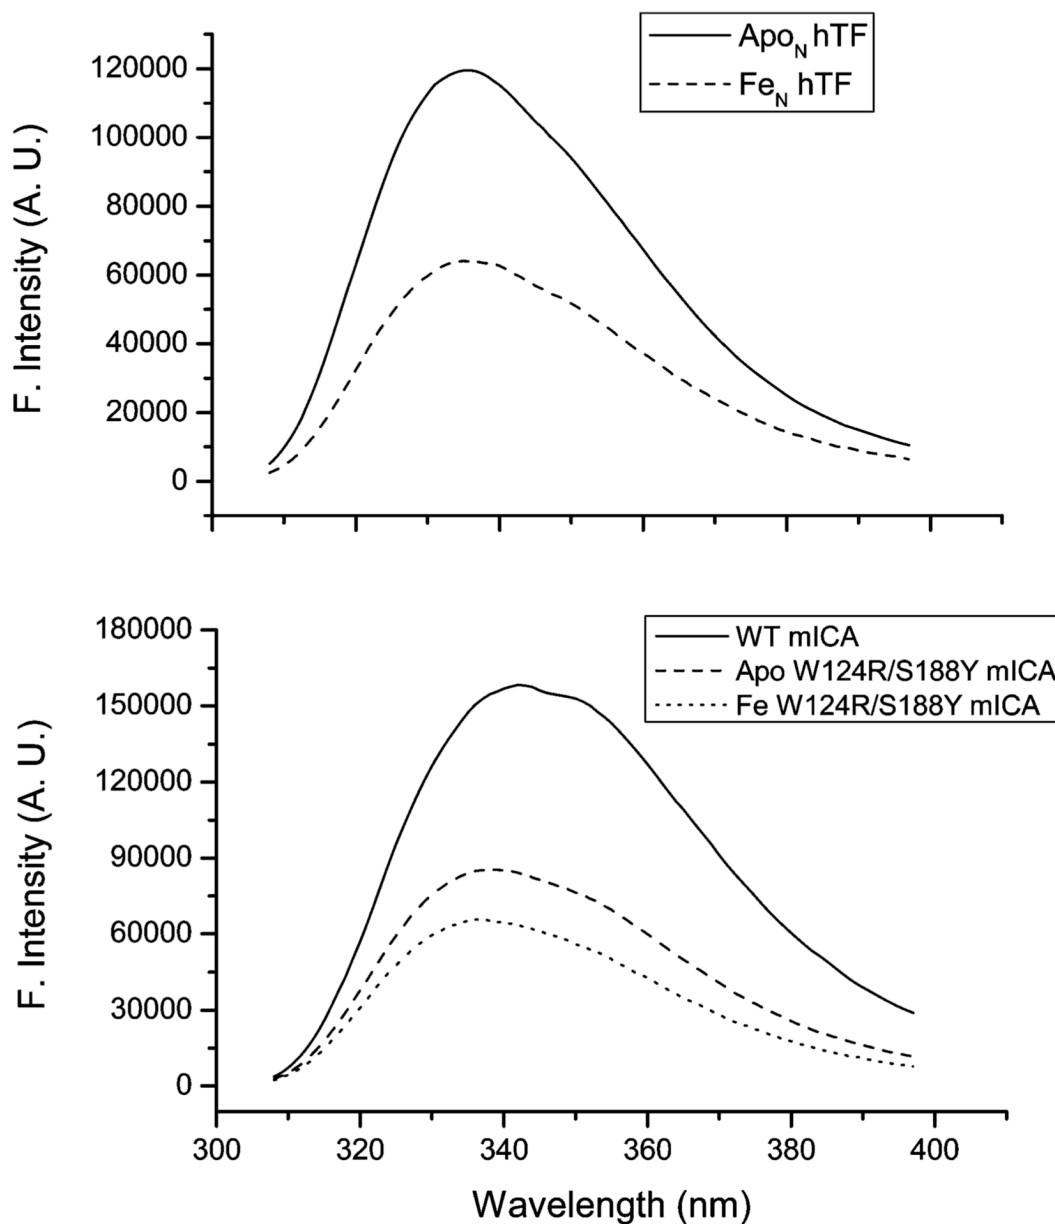 Apo_N hTF
Fe_N hTF
F. Intensity (A. U.)
120000
100000
80000
60000
40000
20000
0
WT mICA
Apo W124R/S188Y mICA
Fe W124R/S188Y mICA
F. Intensity (A. U.)
180000
150000
120000
90000
60000
30000
0
300 320 340 360 380 400
Wavelength (nm)